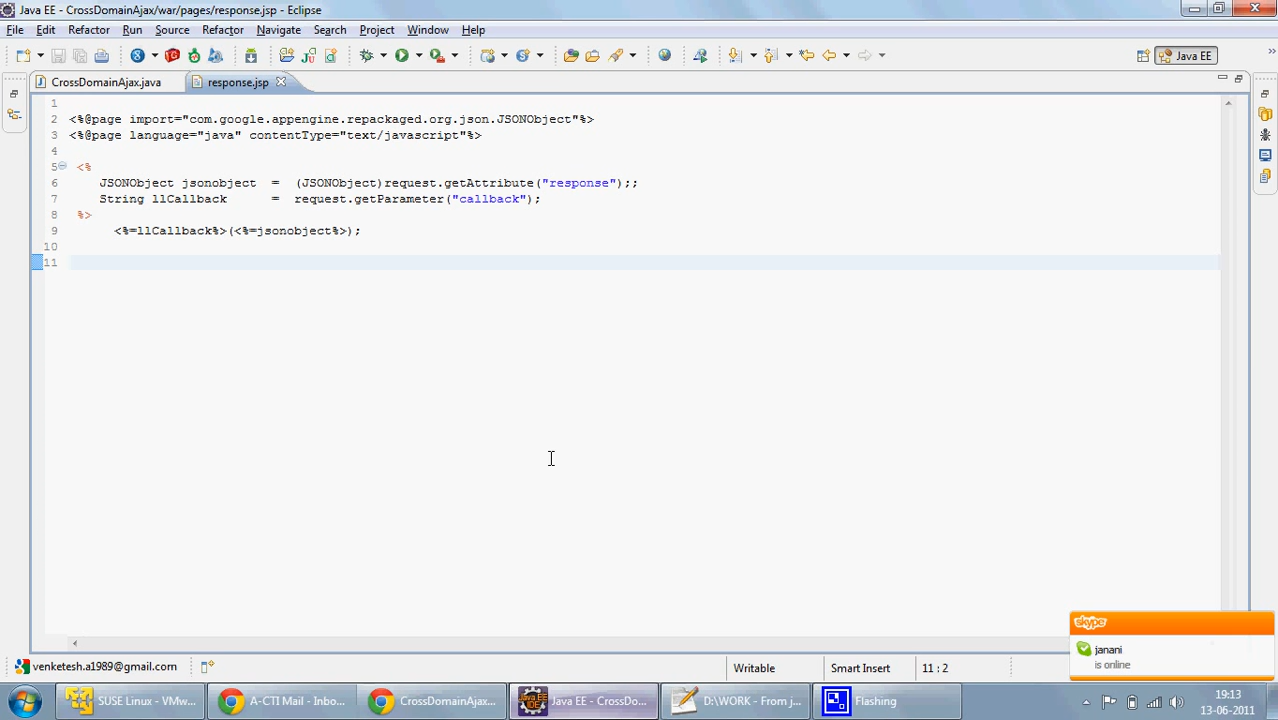 Java EE - CrossDomainAjax/war/pages/response.jsp - Eclipse
File Edit Refactor Run Source Refactor Navigate Search Project Window Help
Java EE
CrossDomainAjax.java response.jsp
1
2 <%@page import="com.google.appengine.repackaged.org.json.JSONObject"%>
3 <%@page language="java" contentType="text/javascript"%>
4
5 <%
6 JSONObject jsonobject = (JSONObject)request.getAttribute("response");;
7 String llCallback = request.getParameter("callback");
8 %>
9 <%=llCallback%>(<%=jsonobject%>);
10
11
skype
janani
is online
venketesh.a1989@gmail.com Writable Smart Insert 11 : 2
SUSE Linux - VMw... A-CTI Mail - Inbo... CrossDomainAjax... Java EE - CrossDo... D:\WORK - From j... Flashing
19:13
13-06-2011